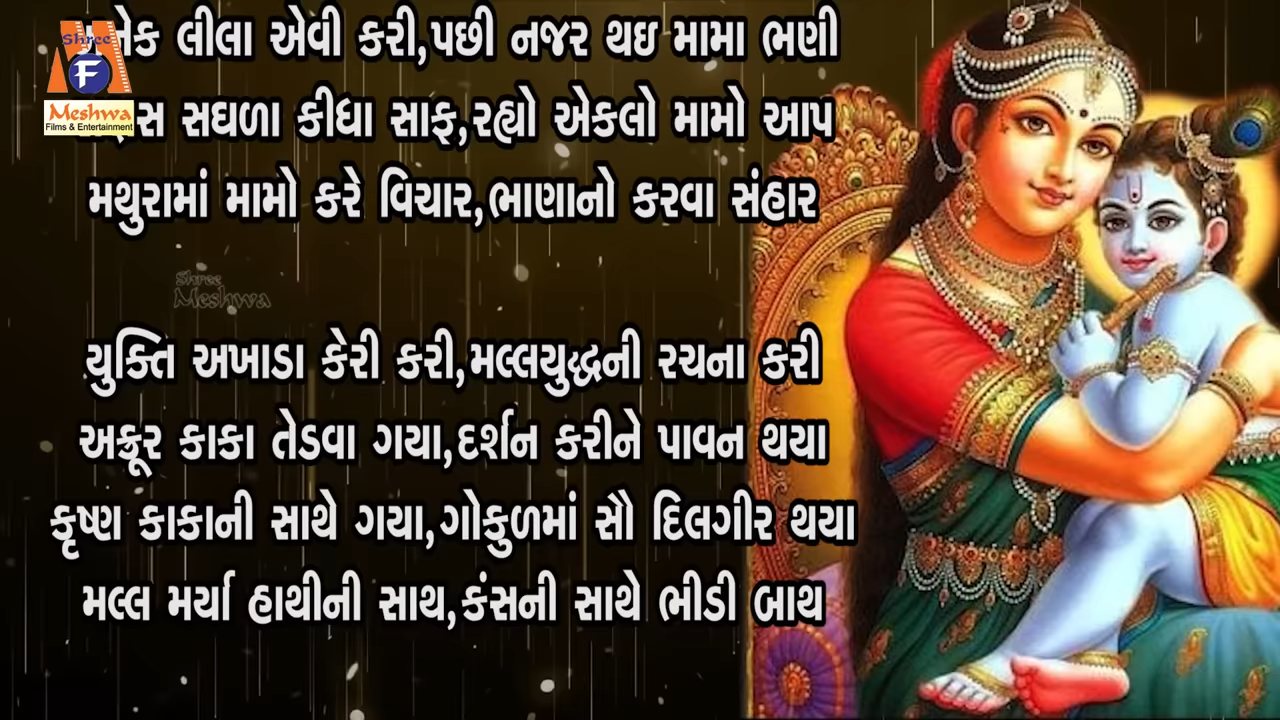 લીલા એવી કરી,પછી નજર થઇ મામા ભણી
સઘળા કીધા સાફ,રહ્યો એકલો મામો આપ
મથુરામાં મામો કરે વિચાર,ભાણાનો કરવા સંહાર
યુક્તિ અખાડા કેરી કરી,મલ્લયુદ્ધની રચના કરી
અક્રૂર કાકા તેડવા ગયા,દર્શન કરીને પાવન થયા
કૃષ્ણ કાકાની સાથે ગયા,ગોકુળમાં સૌ દિલગીર થયા
મલ્લ મર્યા હાથીની સાથ,કંસની સાથે ભીડી બાથ
Shree
F
Meshwa
Films & Entertainment
Shree
Meshwa